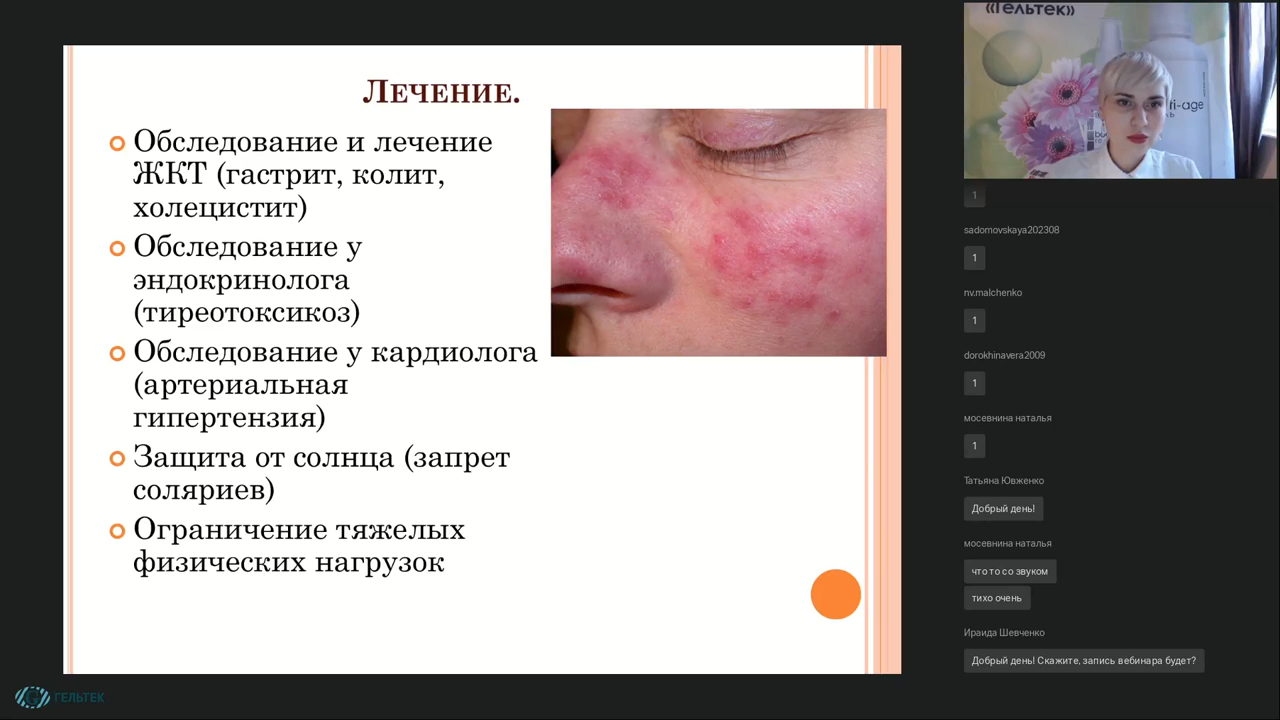 Лечение.
Обследование и лечение
ЖКТ (гастрит, колит,
холецистит)
Обследование у
эндокринолога
(тиреотоксикоз)
Обследование у кардиолога
(артериальная
гипертензия)
Защита от солнца (запрет
соляриев)
Ограничение тяжелых
физических нагрузок
ГЕЛЬТЕК
«Гельтек»
ti-age
1
sadomovskaya202308
1
nv.malchenko
1
dorokhinavera2009
1
мосевнина наталья
1
Татьяна Ювженко
Добрый день!
мосевнина наталья
что то со звуком
тихо очень
Ираида Шевченко
Добрый день! Скажите, запись вебинара будет?